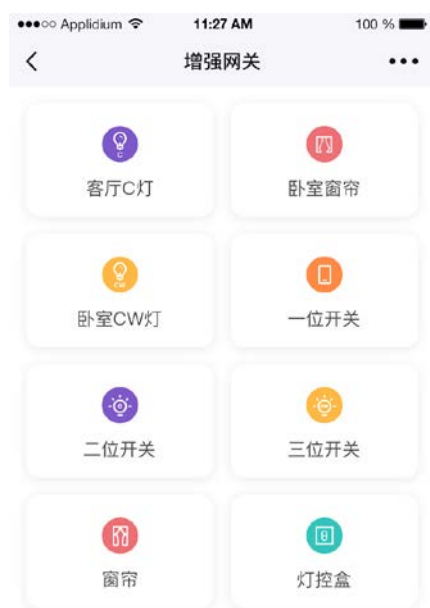 Applidium 11:27 AM 100 %
增强网关
客厅C灯 卧室窗帘
C
卧室CW灯 一位开关
CW
二位开关 三位开关
窗帘 灯控盒